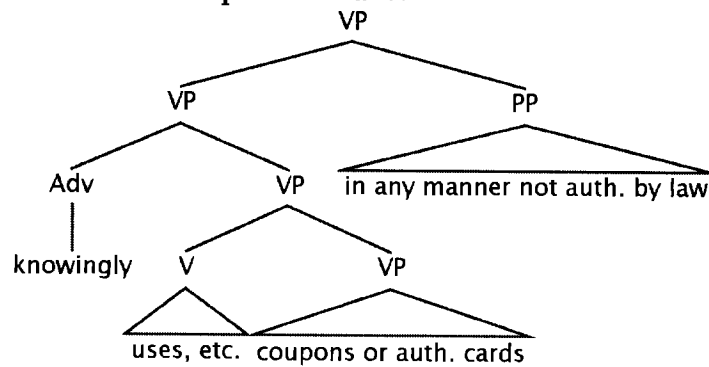 VP
VP PP
Adv VP in any manner not auth. by law
knowingly V VP
uses, etc. coupons or auth. cards